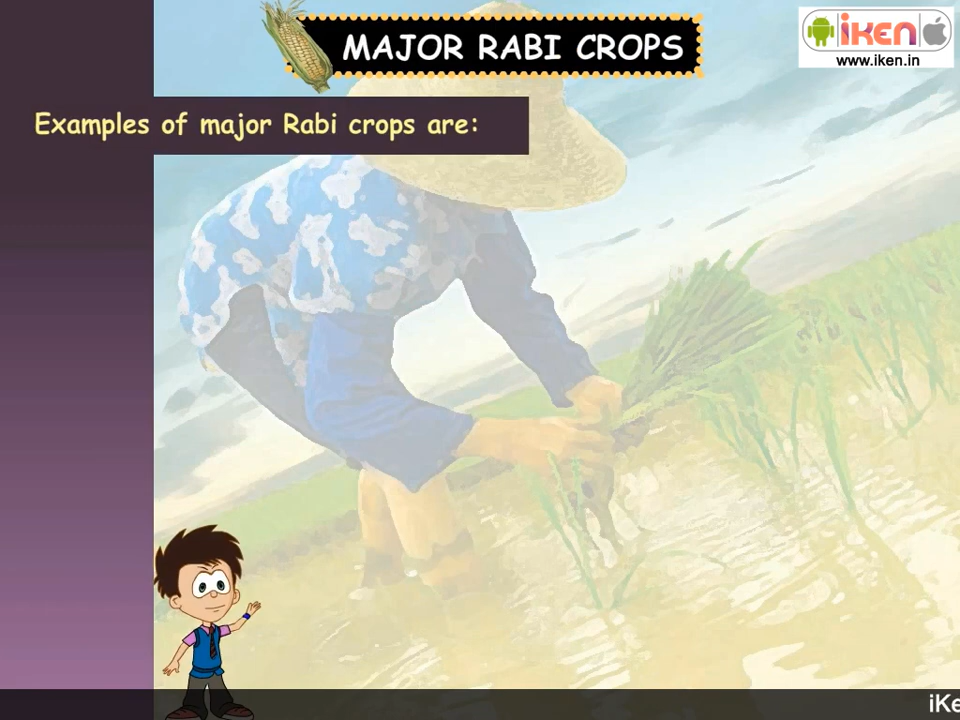 MAJOR RABI CROPS
iKEN
www.iken.in
Examples of major Rabi crops are:
iKe